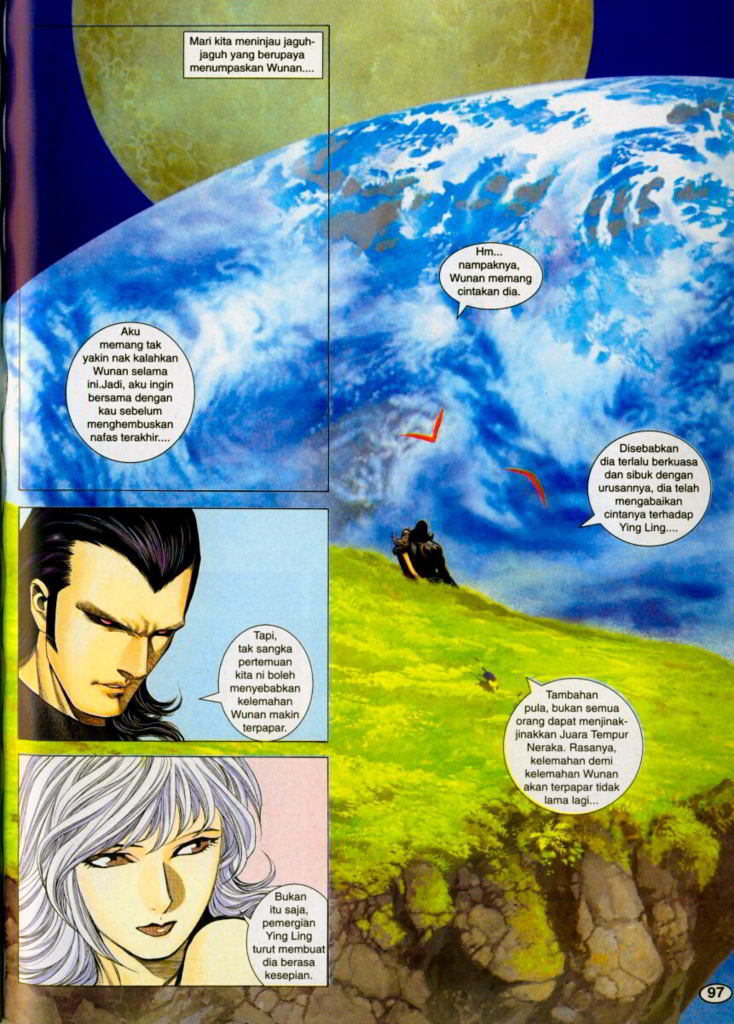 Mari kita meninjau jaguh-
jaguh yang berupaya
menumpaskan Wunan....
Aku
memang tak
yakin nak kalahkan
Wunan selama
ini.Jadi, aku ingin
bersama dengan
kau sebelum
menghembuskan
nafas terakhir....
Tapi,
tak sangka
pertemuan
kita ni boleh
menyebabkan
kelemahan
Wunan makin
terpapar.
Bukan
itu saja,
pemergian
Ying Ling
turut membuat
dia berasa
kesepian.
Hm...
nampaknya,
Wunan memang
cintakan dia.
Disebabkan
dia terlalu berkuasa
dan sibuk dengan
urusannya, dia telah
mengabaikan
cintanya terhadap
Ying Ling....
Tambahan
pula, bukan semua
orang dapat menjinak-
jinakkan Juara Tempur
Neraka. Rasanya,
kelemahan demi
kelemahan Wunan
akan terpapar tidak
lama lagi...
97